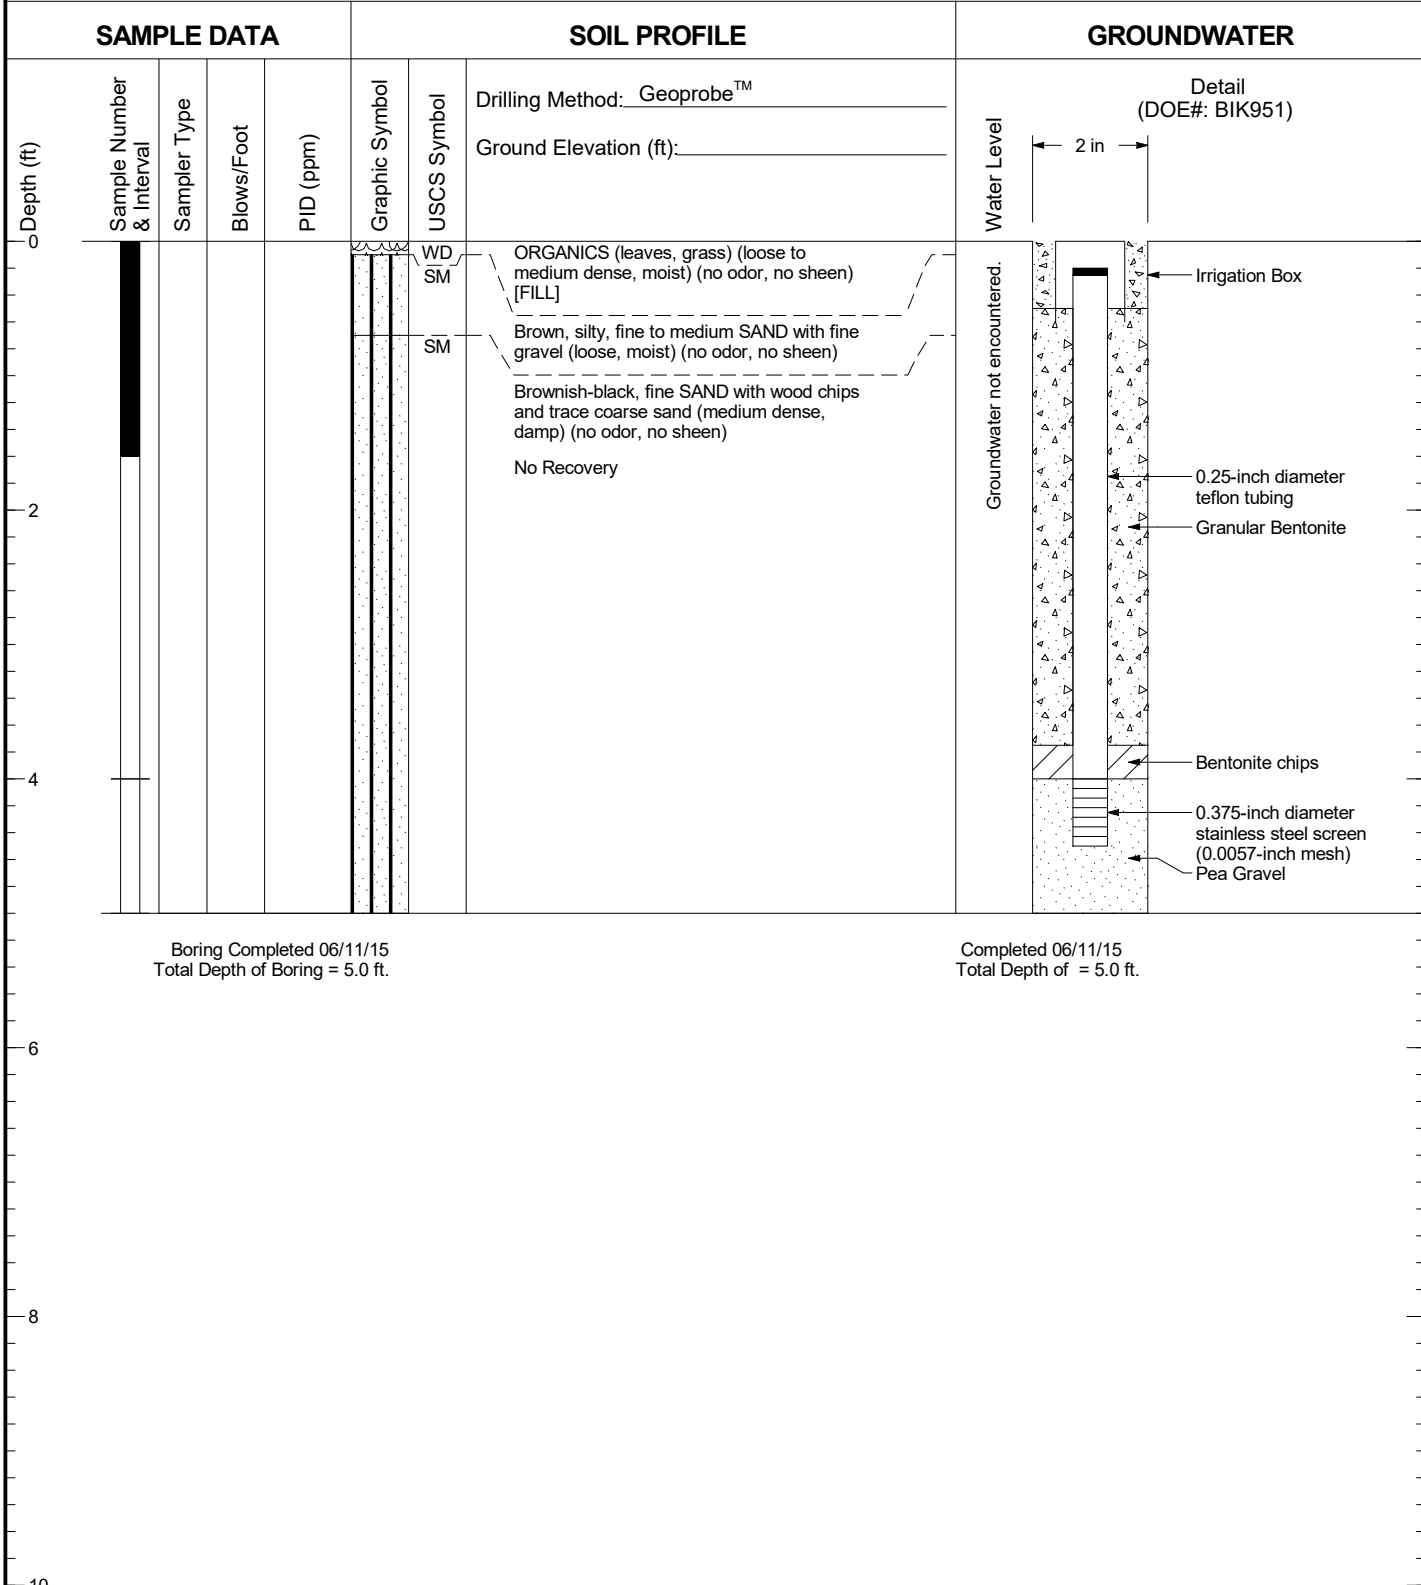 SAMPLE DATA
SOIL PROFILE
GROUNDWATER
Depth (ft)
Sample Number
& Interval
Sampler Type
Blows/Foot
PID (ppm)
Graphic Symbol
USCS Symbol
Drilling Method: Geoprobe™
Ground Elevation (ft):
Water Level
Detail
(DOE#: BIK951)
2 in
0
WD
SM
SM
ORGANICS (leaves, grass) (loose to
medium dense, moist) (no odor, no sheen)
[FILL]
Brown, silty, fine to medium SAND with fine
gravel (loose, moist) (no odor, no sheen)
Brownish-black, fine SAND with wood chips
and trace coarse sand (medium dense,
damp) (no odor, no sheen)
No Recovery
Groundwater not encountered.
Irrigation Box
0.25-inch diameter
teflon tubing
Granular Bentonite
Bentonite chips
0.375-inch diameter
stainless steel screen
(0.0057-inch mesh)
Pea Gravel
2
4
Boring Completed 06/11/15
Total Depth of Boring = 5.0 ft.
Completed 06/11/15
Total Depth of = 5.0 ft.
6
8
10